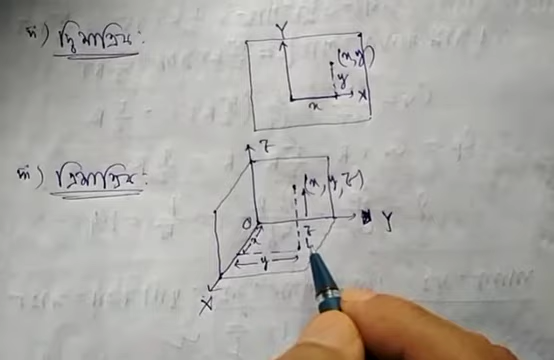 ii) দ্বিমাত্রিক:
Y
(x,y)
y
X
x
iii) ত্রিমাত্রিক:
Z
(x, y, z)
O
Y
x
z
y
X